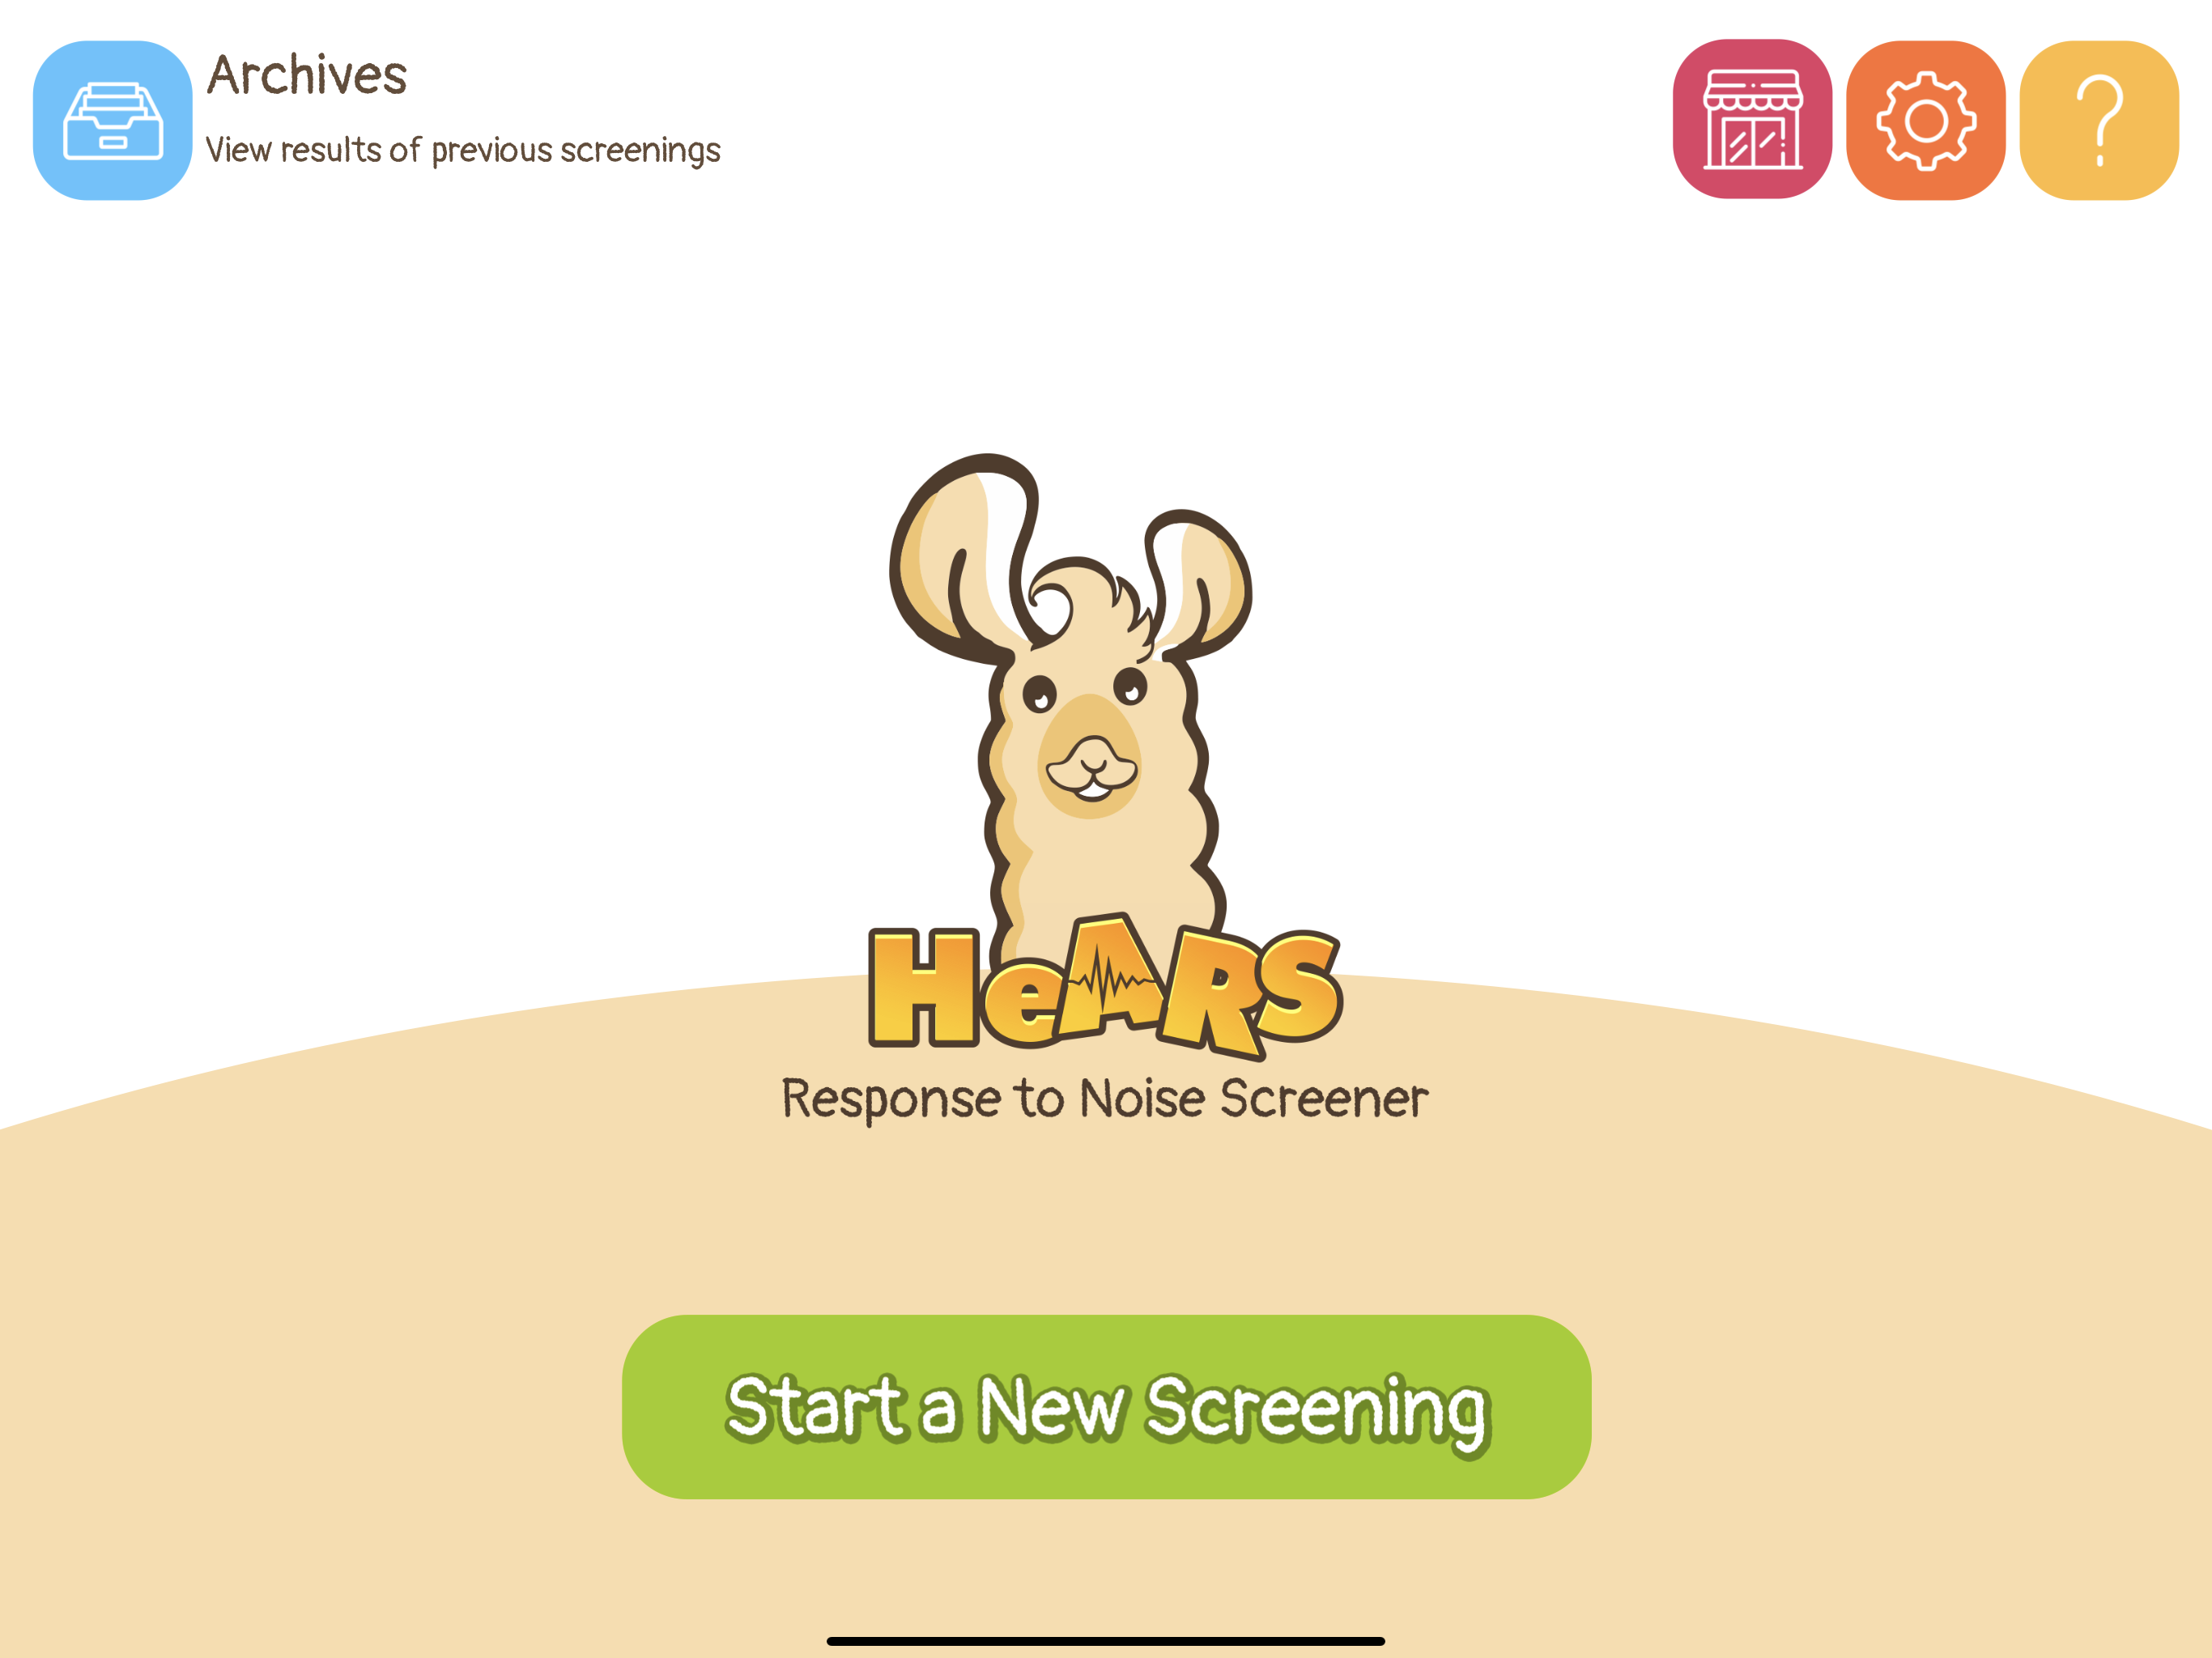 Archives
View results of previous screenings
HeARS
Response to Noise Screener
Start a New Screening